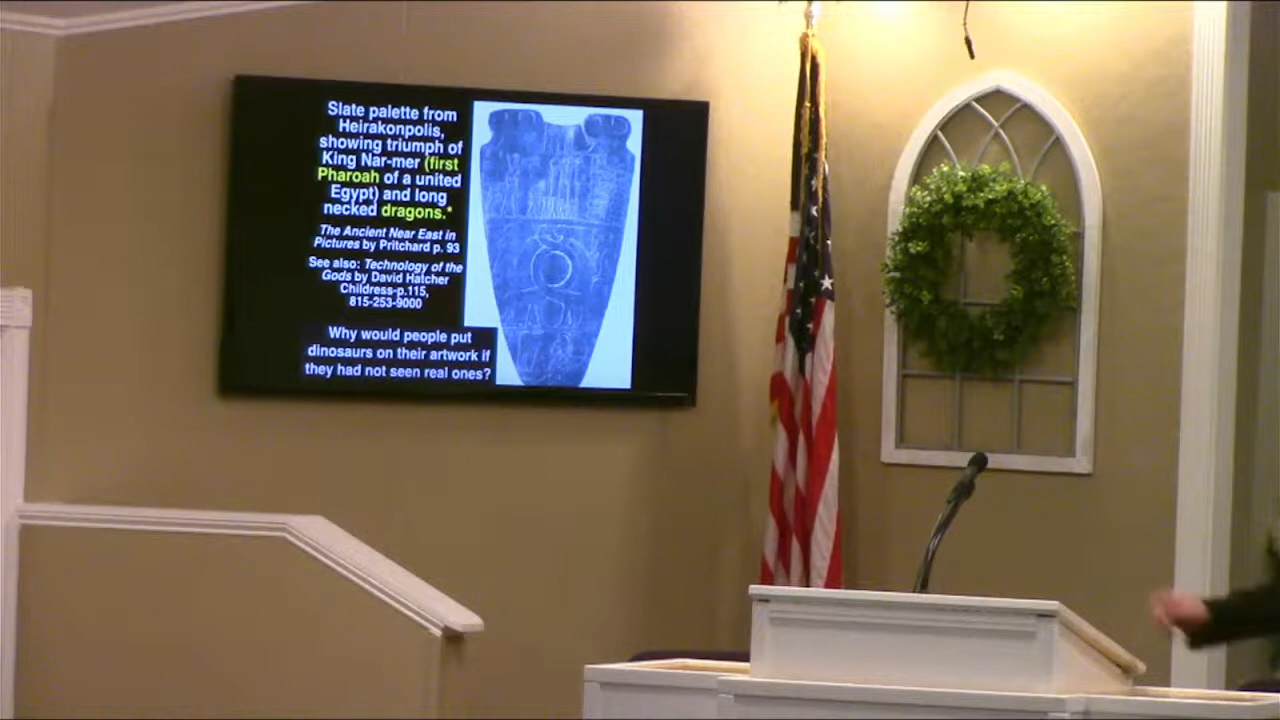 Slate palette from
Heirakonpolis,
showing triumph of
King Nar-mer (first
Pharoah of a united
Egypt) and long
necked dragons.*
The Ancient Near East in
Pictures by Pritchard p. 93
See also: Technology of the
Gods by David Hatcher
Childress-p.115,
815-253-9000
Why would people put
dinosaurs on their artwork if
they had not seen real ones?